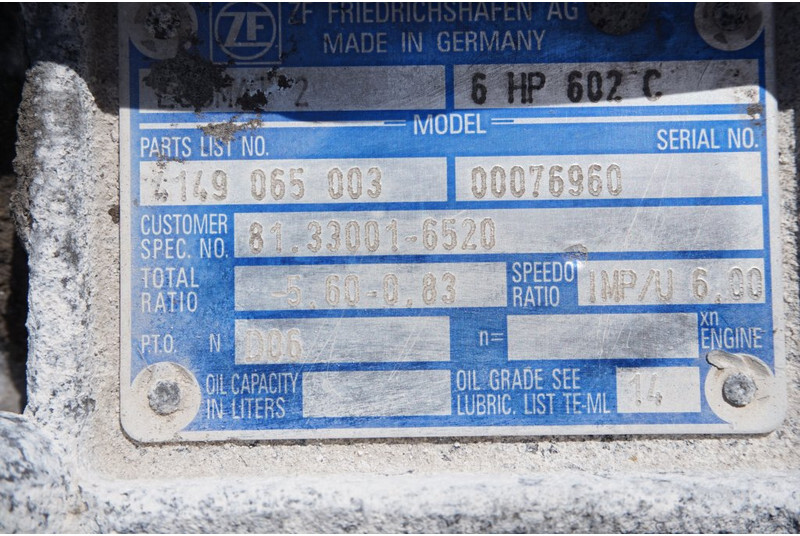 ZF FRIEDRICHSHAFEN AG
ZF
MADE IN GERMANY
2 6 HP 602 C
MODEL
PARTS LIST NO. SERIAL NO.
4149 065 003 00076960
CUSTOMER SPEC. NO. 81.33001-6520
TOTAL RATIO 5.60-0.83 SPEEDO RATIO IMP/U 6.00
P.T.O. N D06 n= xn ENGINE
OIL CAPACITY IN LITERS OIL GRADE SEE LUBRIC. LIST TE-ML 14